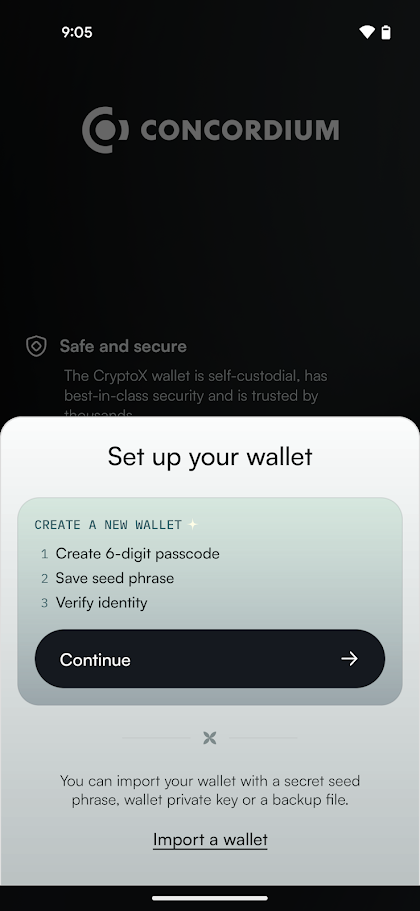 9:05
CONCORDIUM
Safe and secure
The CryptoX wallet is self-custodial, has
best-in-class security and is trusted by
thousands
Set up your wallet
CREATE A NEW WALLET
1 Create 6-digit passcode
2 Save seed phrase
3 Verify identity
Continue
You can import your wallet with a secret seed
phrase, wallet private key or a backup file.
Import a wallet